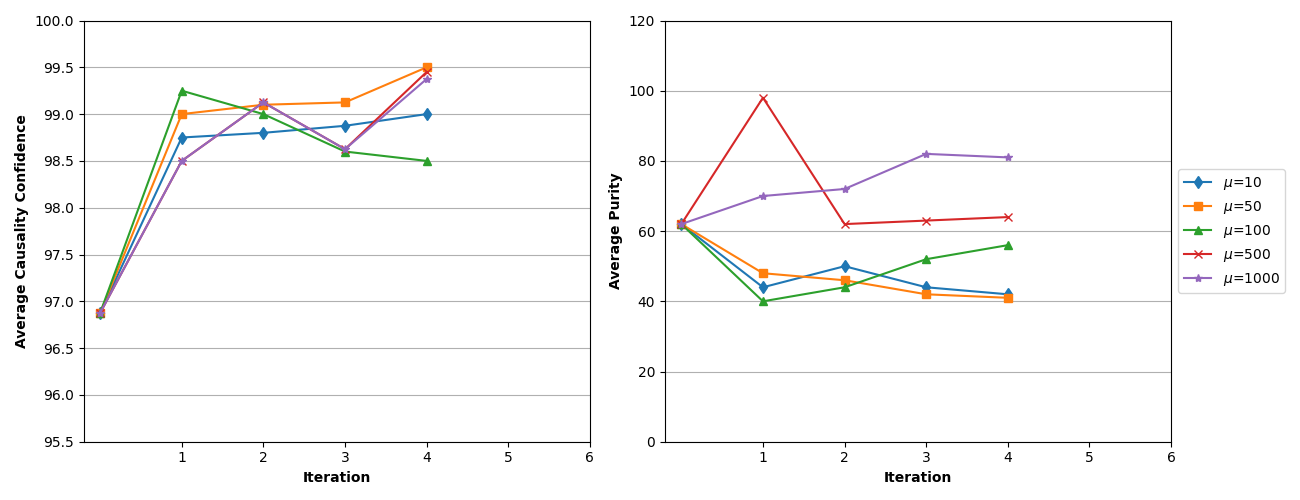 Average Causality Confidence
100.0
99.5
99.0
98.5
98.0
97.5
97.0
96.5
96.0
95.5
1 2 3 4 5 6
Iteration
Average Purity
120
100
80
60
40
20
0
1 2 3 4 5 6
Iteration
μ=10
μ=50
μ=100
μ=500
μ=1000